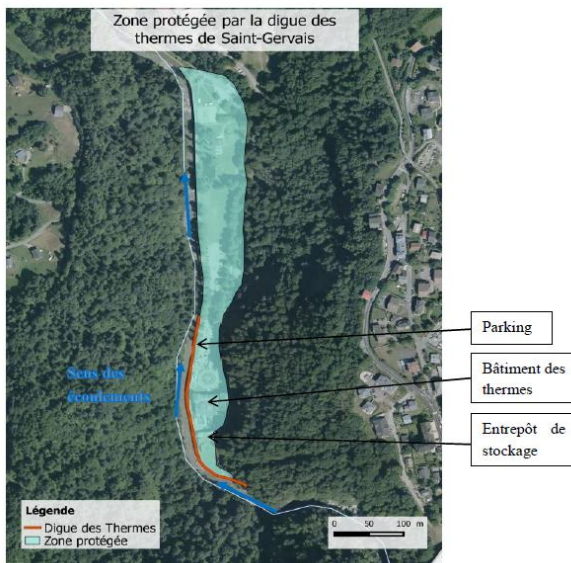 Zone protégée par la digue des
thermes de Saint-Gervais
Parking
Bâtiment des
thermes
Entrepôt de
stockage
Sens des
écoulements
Légende
Digue des Thermes
Zone protégée
0 50 100 m